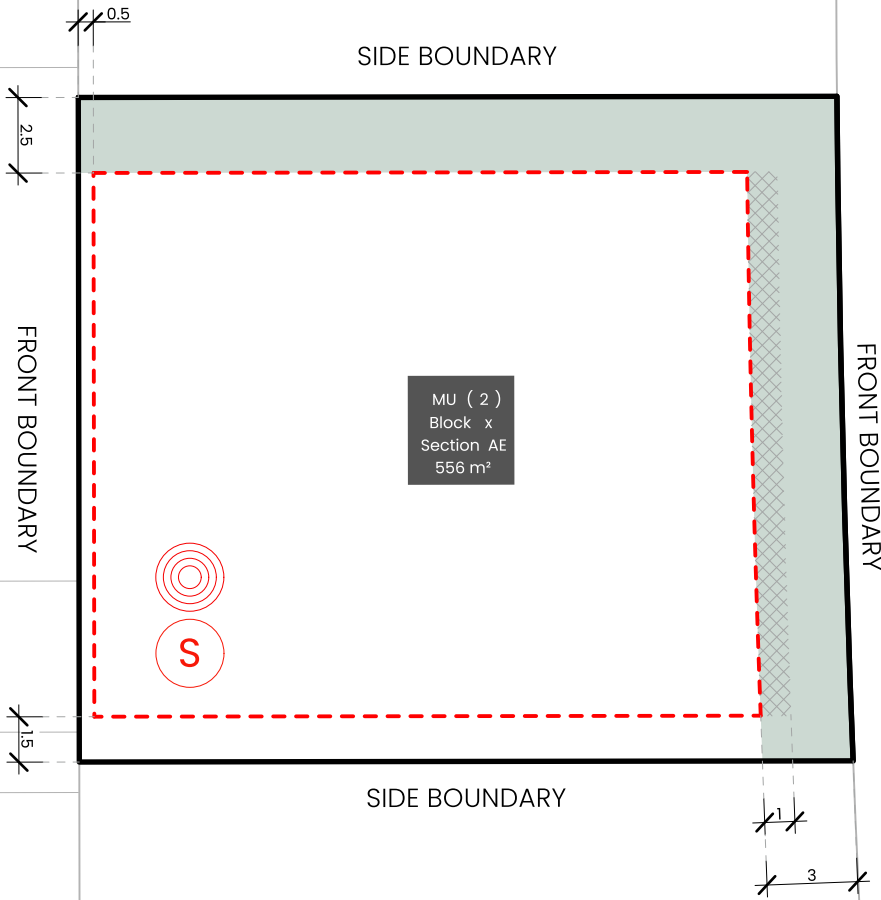 0.5
SIDE BOUNDARY
2.5
FRONT BOUNDARY
MU ( 2 )
Block x
Section AE
556 m²
FRONT BOUNDARY
S
1.5
SIDE BOUNDARY
1
3